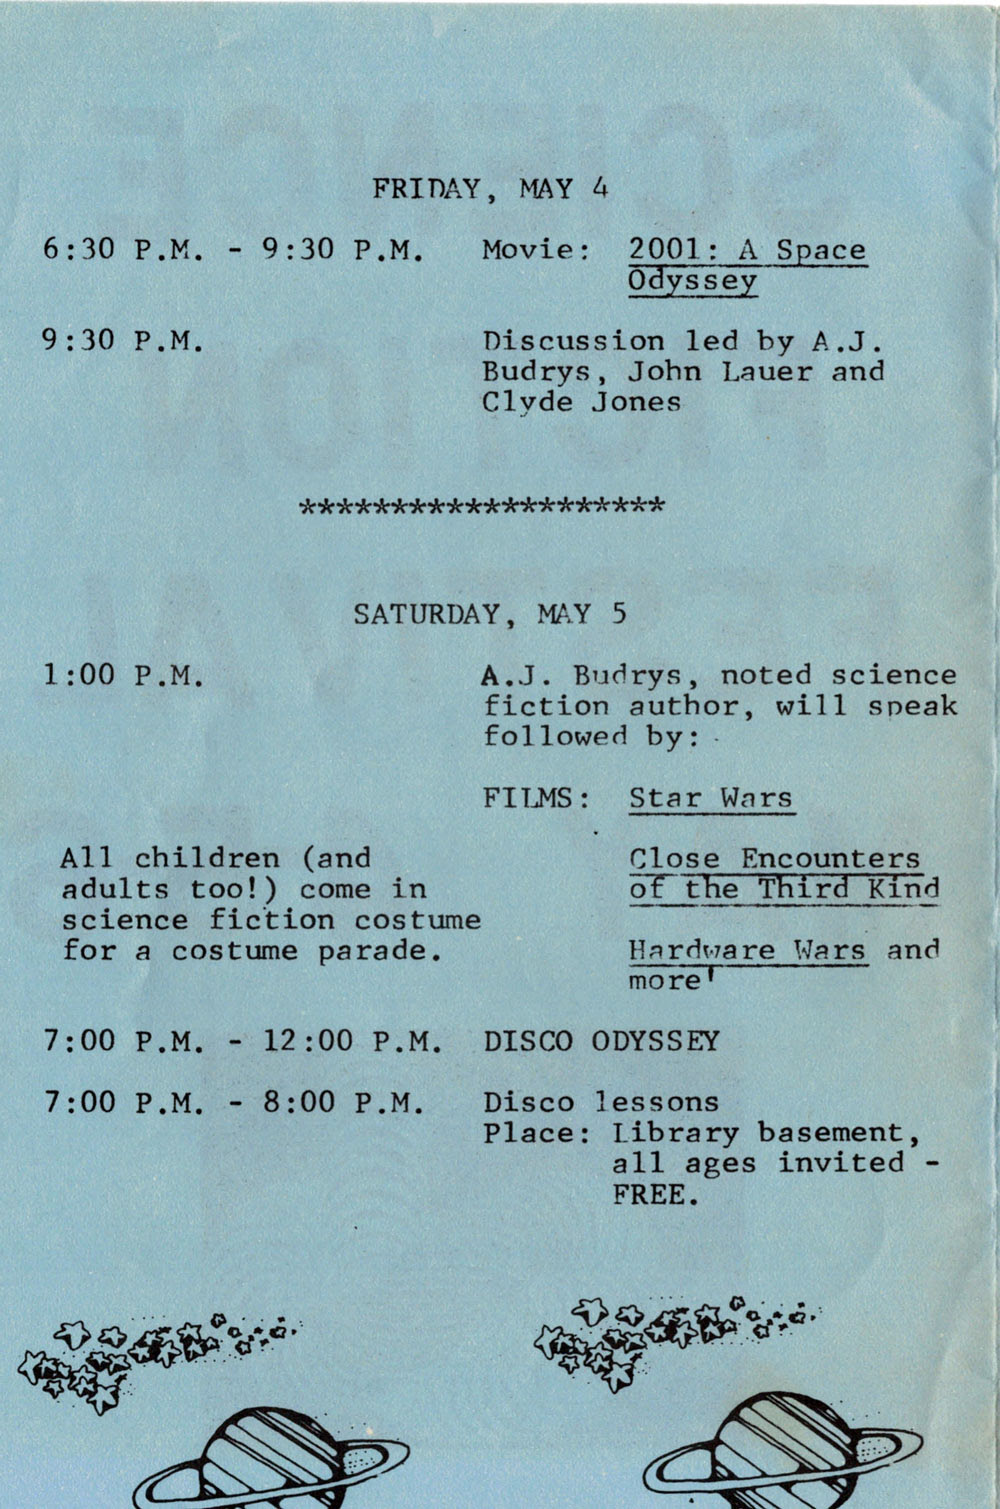 FRIDAY, MAY 4
6:30 P.M. - 9:30 P.M. Movie: 2001: A Space
Odyssey
9:30 P.M. Discussion led by A.J.
Budrys, John Lauer and
Clyde Jones
********************
SATURDAY, MAY 5
1:00 P.M. A.J. Budrys, noted science
fiction author, will speak
followed by:
FILMS: Star Wars
All children (and
adults too!) come in
science fiction costume
for a costume parade.
Close Encounters
of the Third Kind
Hardware Wars and
more!
7:00 P.M. - 12:00 P.M. DISCO ODYSSEY
7:00 P.M. - 8:00 P.M. Disco lessons
Place: Library basement,
all ages invited -
FREE.